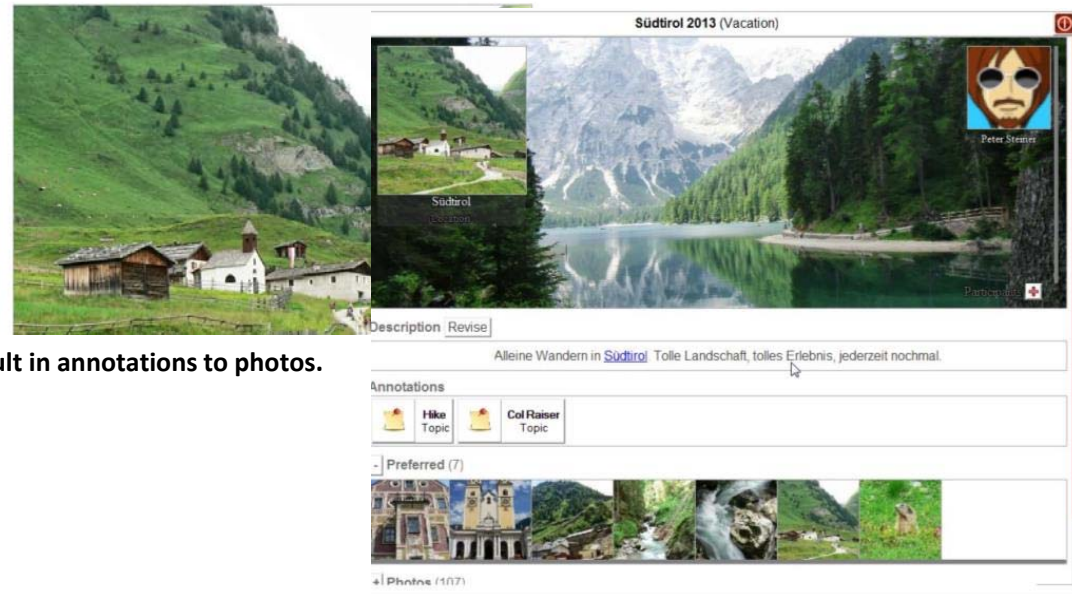 Südtirol 2013 (Vacation)
Peter Steiner
Südtirol
Location
Participants
Description Revise
ult in annotations to photos.
Alleine Wandern in Südtirol. Tolle Landschaft, tolles Erlebnis, jederzeit nochmal.
Annotations
Hike
Topic
Col Raiser
Topic
- Preferred (7)
+ Photos (107)